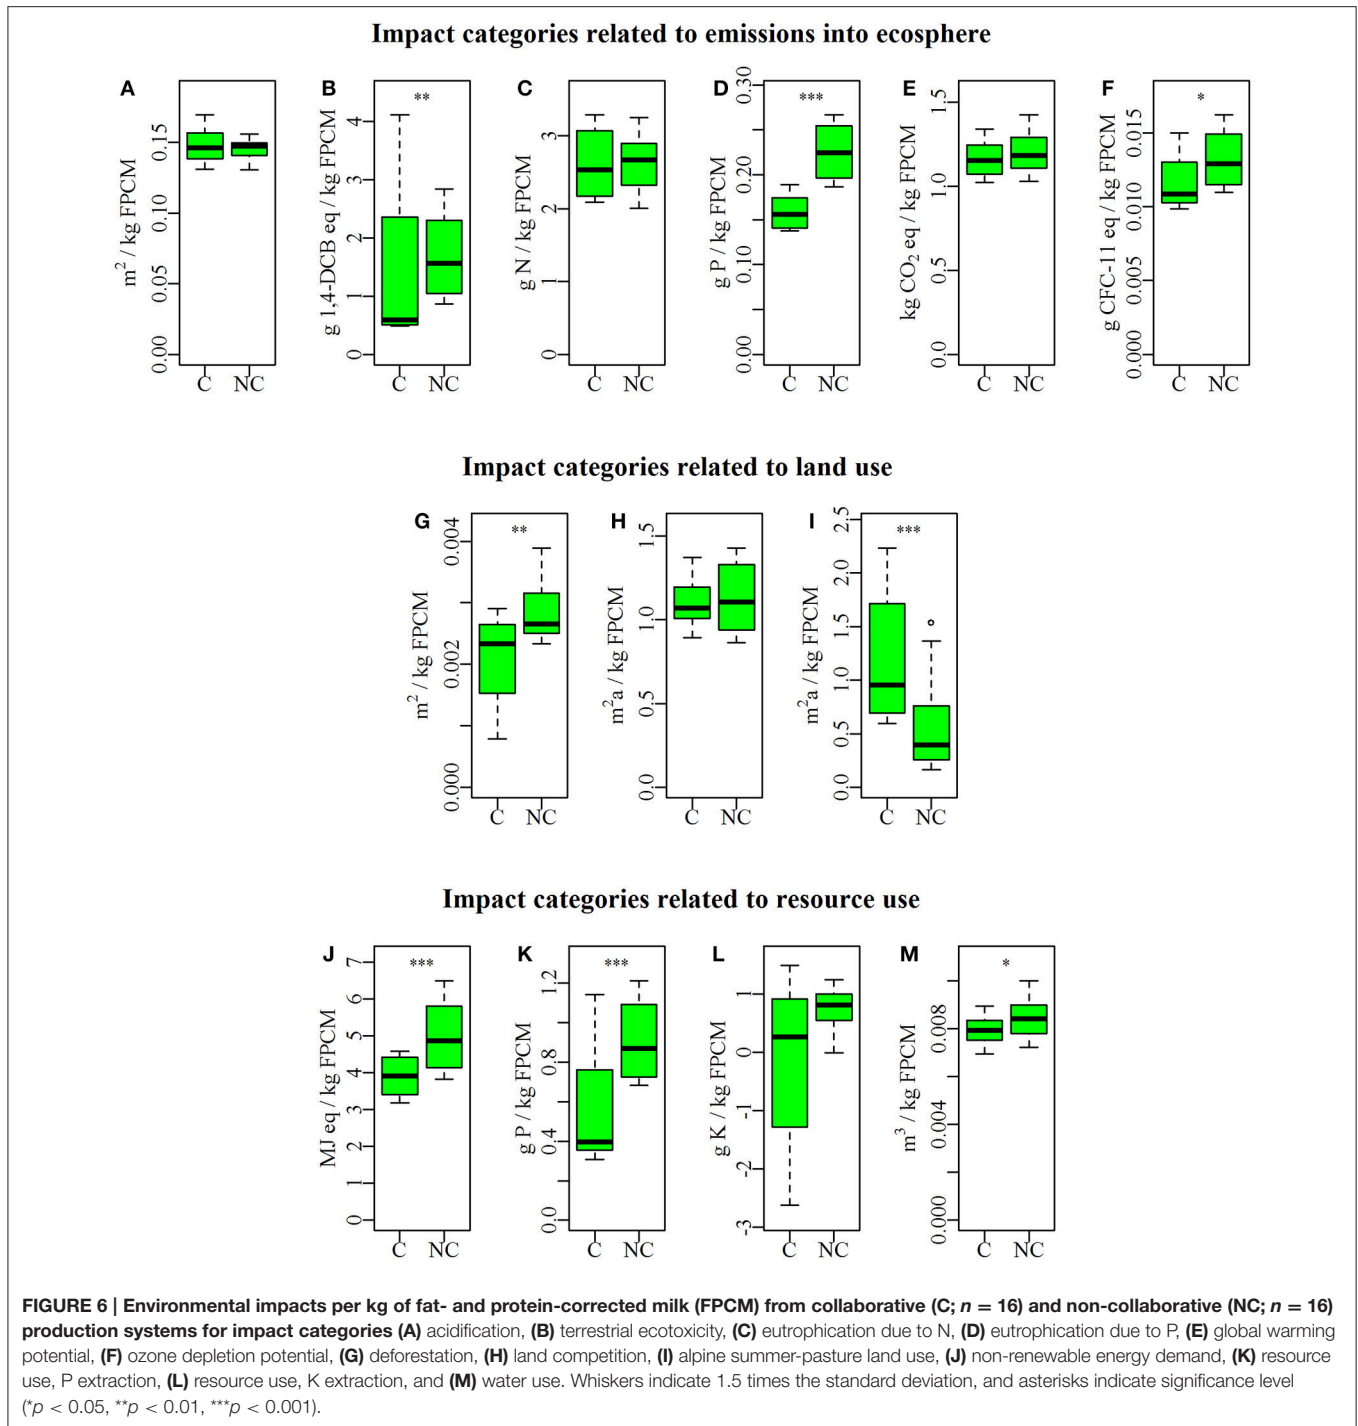 Impact categories related to emissions into ecosphere
A
m² / kg FPCM
0.00 0.05 0.10 0.15
C NC
B
**
g 1,4-DCB eq / kg FPCM
0 1 2 3 4
C NC
C
g N / kg FPCM
0 1 2 3
C NC
D
***
g P / kg FPCM
0.00 0.10 0.20 0.30
C NC
E
kg CO₂ eq / kg FPCM
0.0 0.5 1.0 1.5
C NC
F
*
g CFC-11 eq / kg FPCM
0.000 0.005 0.010 0.015
C NC
Impact categories related to land use
G
**
m² / kg FPCM
0.000 0.002 0.004
C NC
H
m²a / kg FPCM
0.0 0.5 1.0 1.5
C NC
I
***
m²a / kg FPCM
0.0 0.5 1.0 1.5 2.0 2.5
C NC
Impact categories related to resource use
J
***
MJ eq / kg FPCM
0 1 2 3 4 5 6 7
C NC
K
***
g P / kg FPCM
0.0 0.4 0.8 1.2
C NC
L
g K / kg FPCM
-3 -2 -1 0 1
C NC
M
*
m³ / kg FPCM
0.000 0.004 0.008
C NC
FIGURE 6 | Environmental impacts per kg of fat- and protein-corrected milk (FPCM) from collaborative (C; n = 16) and non-collaborative (NC; n = 16)
production systems for impact categories (A) acidification, (B) terrestrial ecotoxicity, (C) eutrophication due to N, (D) eutrophication due to P, (E) global warming
potential, (F) ozone depletion potential, (G) deforestation, (H) land competition, (I) alpine summer-pasture land use, (J) non-renewable energy demand, (K) resource
use, P extraction, (L) resource use, K extraction, and (M) water use. Whiskers indicate 1.5 times the standard deviation, and asterisks indicate significance level
(*p < 0.05, **p < 0.01, ***p < 0.001).